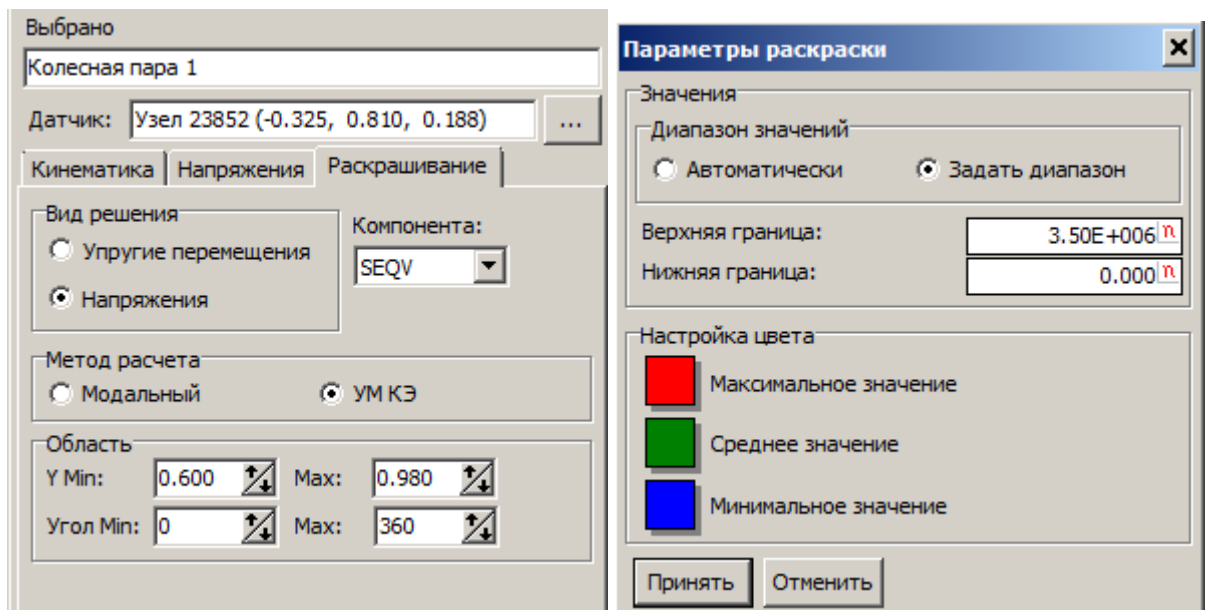 Выбрано
Колесная пара 1
Датчик: Узел 23852 (-0.325, 0.810, 0.188) ...
Кинематика Напряжения Раскрашивание
Вид решения
Упругие перемещения
Напряжения
Компонента:
SEQV
Метод расчета
Модальный УМ КЭ
Область
Y Min: 0.600 Max: 0.980
Угол Min: 0 Max: 360
Параметры раскраски
Значения
Диапазон значений
Автоматически Задать диапазон
Верхняя граница: 3.50E+006 n
Нижняя граница: 0.000 n
Настройка цвета
Максимальное значение
Среднее значение
Минимальное значение
Принять Отменить